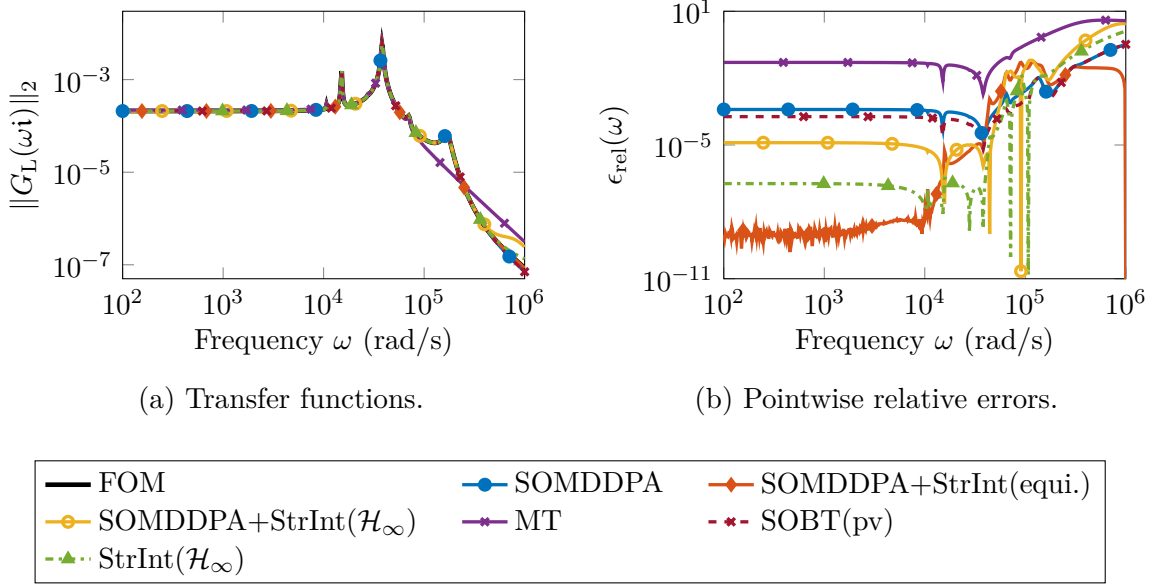 10^−3
10^−5
10^−7
‖G_L(ωi)‖_2
10^2 10^3 10^4 10^5 10^6
Frequency ω (rad/s)
(a) Transfer functions.
10^1
10^−5
10^−11
ϵ_rel(ω)
10^2 10^3 10^4 10^5 10^6
Frequency ω (rad/s)
(b) Pointwise relative errors.
FOM SOMDDPA SOMDDPA+StrInt(equi.)
SOMDDPA+StrInt(ℋ_∞) MT SOBT(pv)
StrInt(ℋ_∞)